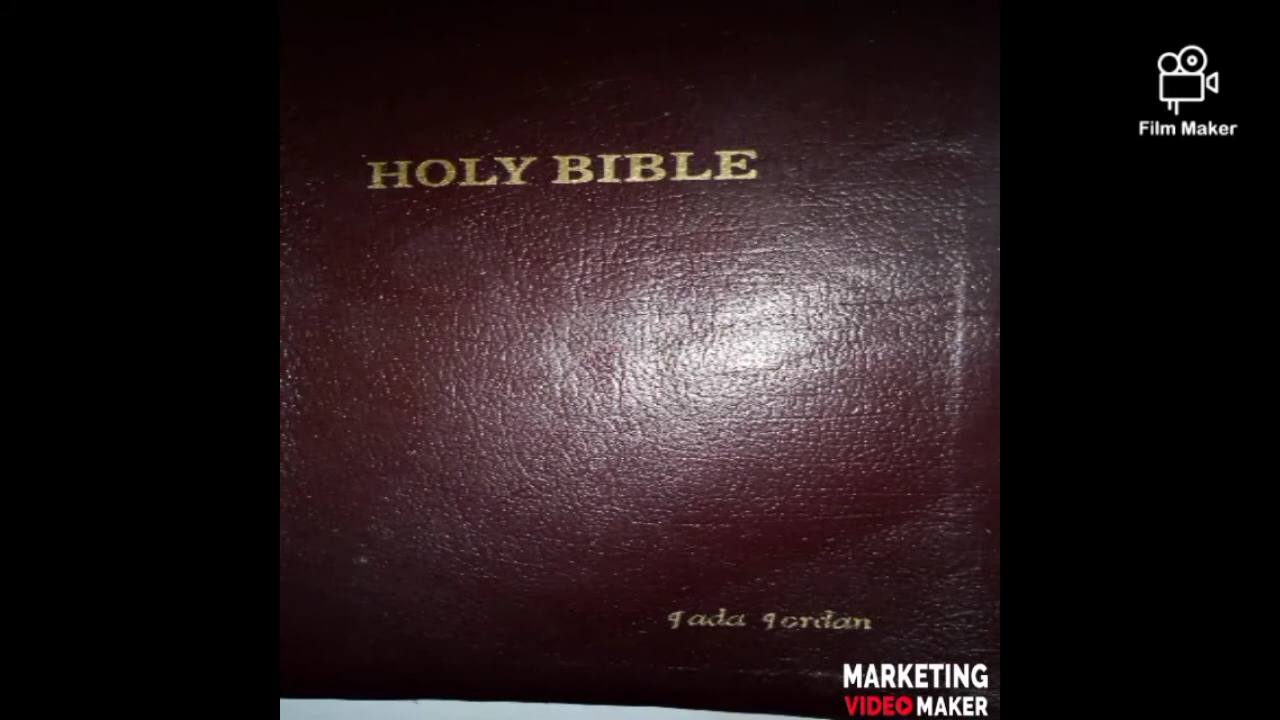 HOLY BIBLE
Jada Jordan
Film Maker
MARKETING
VIDEO MAKER